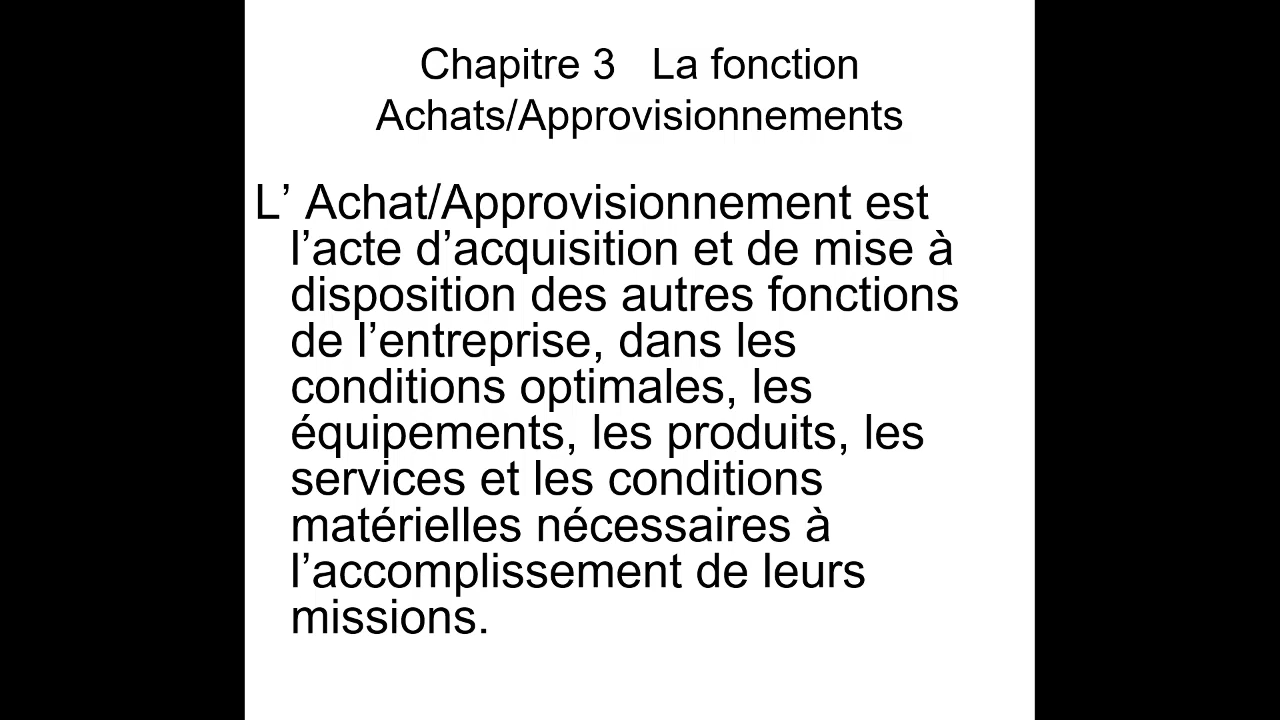 Chapitre 3   La fonction
Achats/Approvisionnements
L’ Achat/Approvisionnement est
l’acte d’acquisition et de mise à
disposition des autres fonctions
de l’entreprise, dans les
conditions optimales, les
équipements, les produits, les
services et les conditions
matérielles nécessaires à
l’accomplissement de leurs
missions.